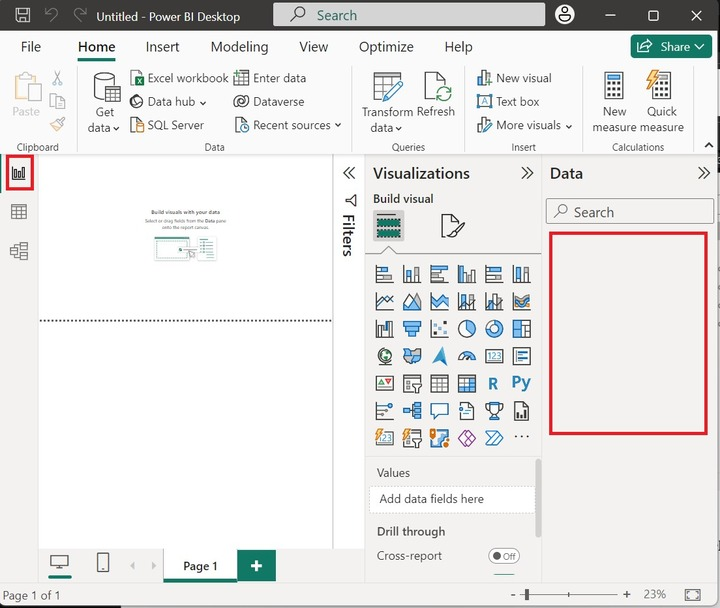 Untitled - Power BI Desktop
Search
File Home Insert Modeling View Optimize Help Share
Paste
Get data
Excel workbook
Data hub
SQL Server
Enter data
Dataverse
Recent sources
Transform data
Refresh
New visual
Text box
More visuals
New measure
Quick measure
Clipboard Data Queries Insert Calculations
Build visuals with your data
Select or drag fields from the Data pane
onto the report canvas.
Filters
Visualizations
Build visual
123
R
Py
123
Values
Add data fields here
Drill through
Cross-report
Off
Data
Search
Page 1
Page 1 of 1
- + 23%